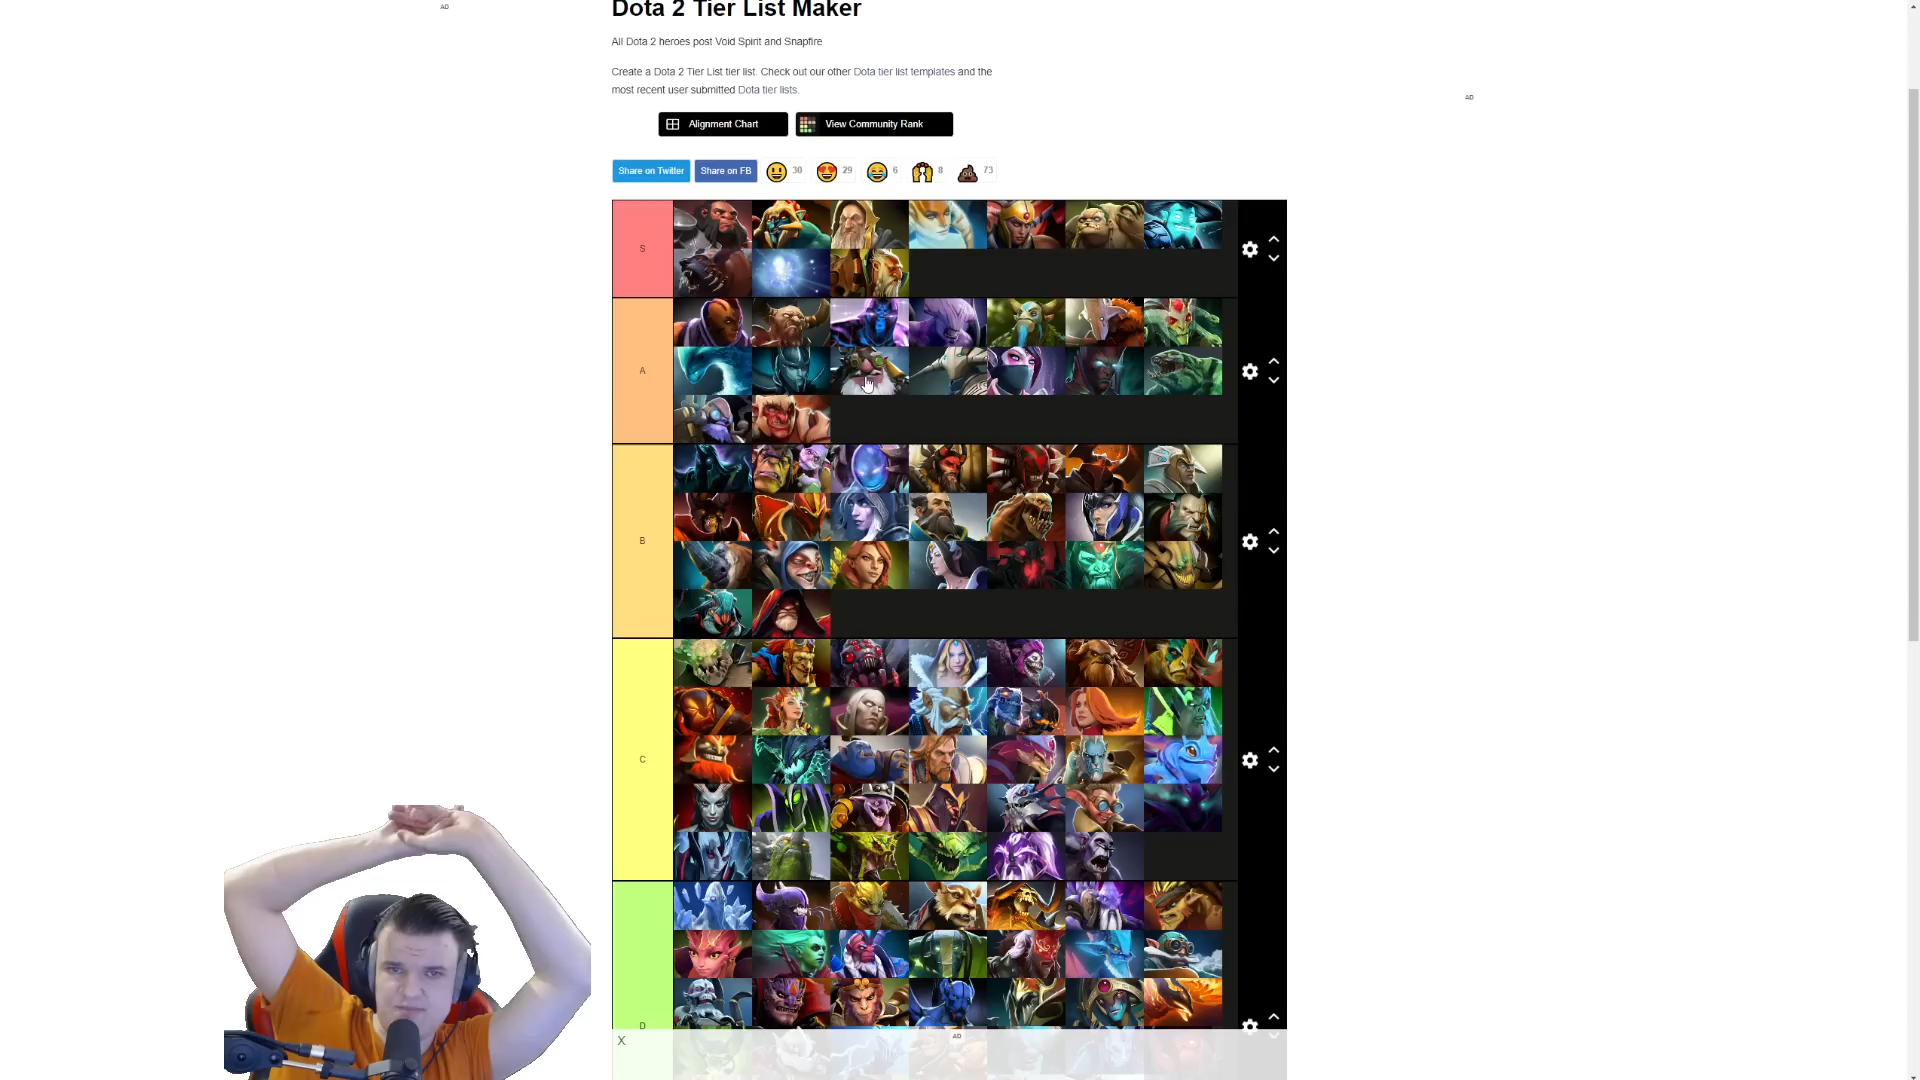 AD
Dota 2 Tier List Maker
All Dota 2 heroes post Void Spirit and Snapfire
AD
Create a Dota 2 Tier List tier list. Check out our other Dota tier list templates and the
most recent user submitted Dota tier lists.
Alignment Chart
View Community Rank
Share on Twitter
Share on FB
30
29
6
8
73
S
A
B
C
D
X
AD